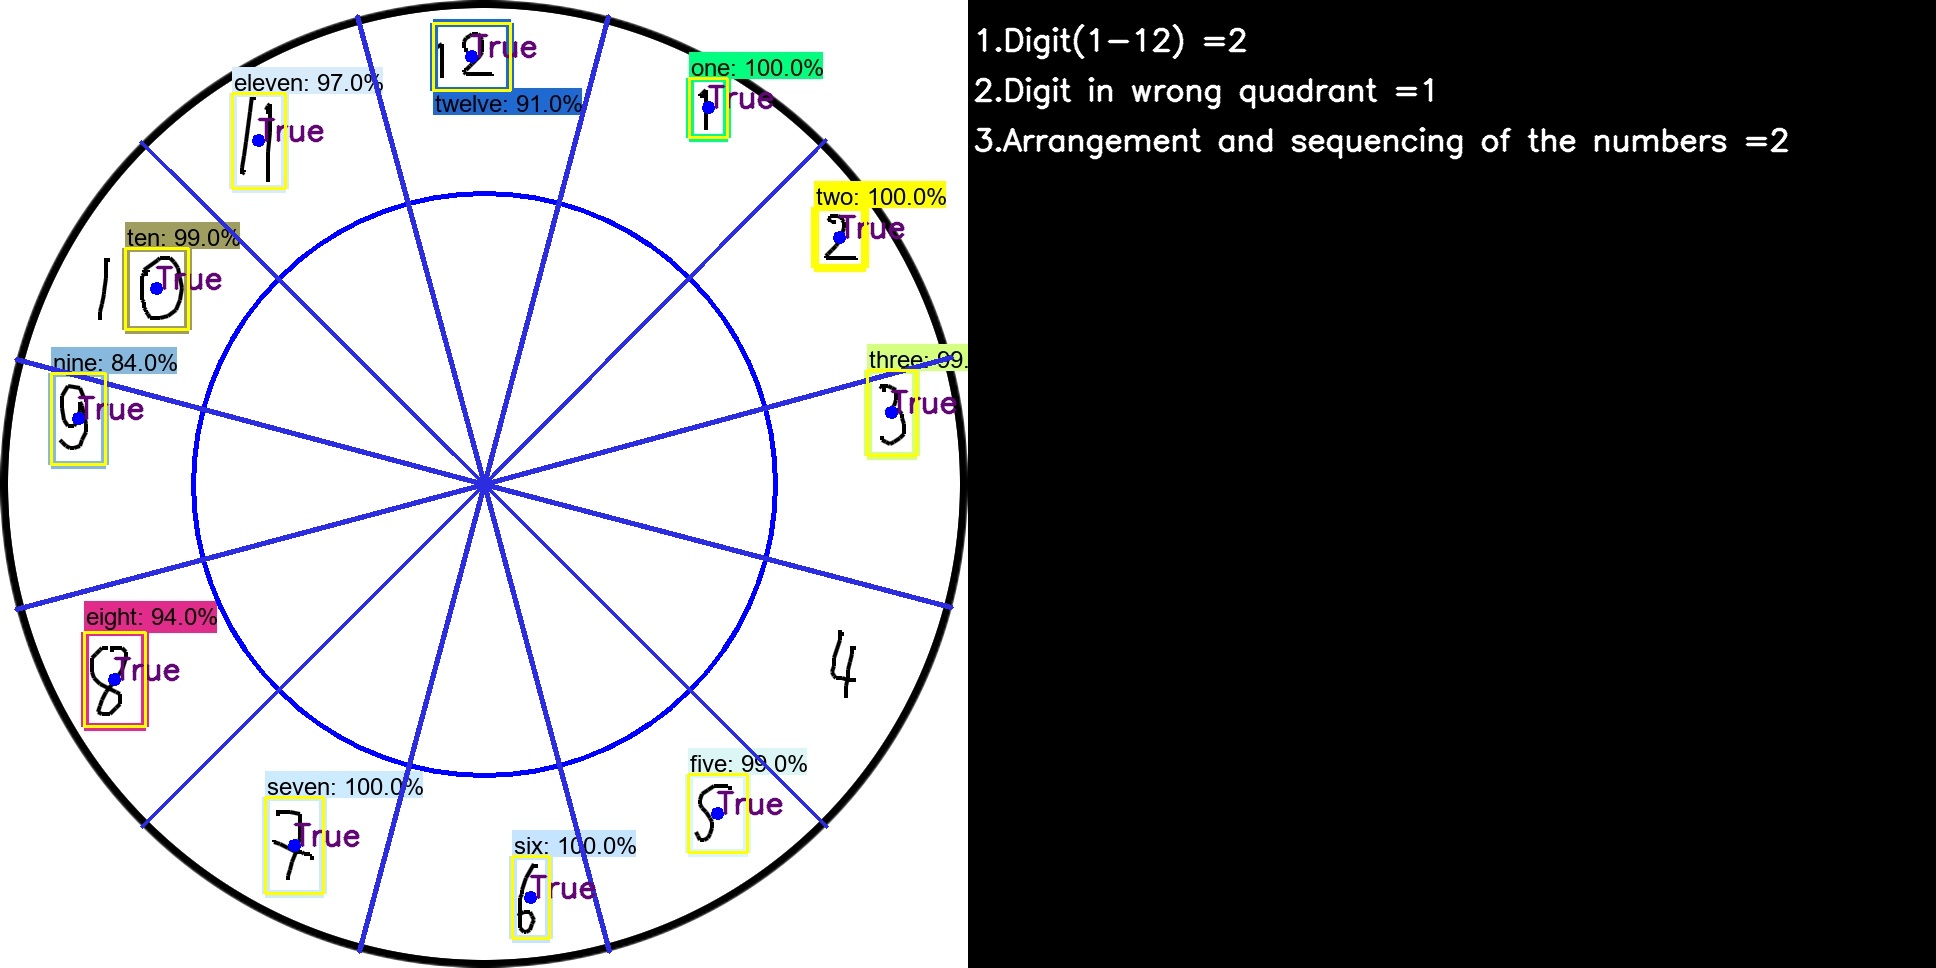 12 True
twelve: 91.0%
one: 100.0%
1 True
eleven: 97.0%
11 True
two: 100.0%
2 True
ten: 99.0%
10 True
three: 99.
3 True
nine: 84.0%
9 True
eight: 94.0%
8 True
4
five: 99.0%
5 True
seven: 100.0%
7 True
six: 100.0%
6 True
1.Digit(1-12) =2
2.Digit in wrong quadrant =1
3.Arrangement and sequencing of the numbers =2